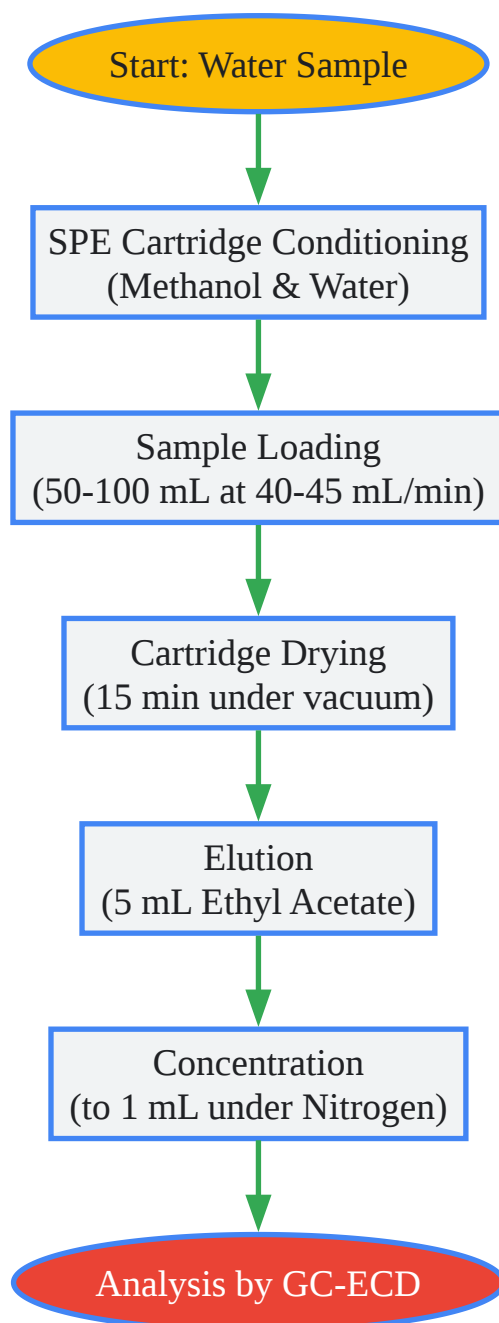 Start: Water Sample
SPE Cartridge Conditioning
(Methanol & Water)
Sample Loading
(50-100 mL at 40-45 mL/min)
Cartridge Drying
(15 min under vacuum)
Elution
(5 mL Ethyl Acetate)
Concentration
(to 1 mL under Nitrogen)
Analysis by GC-ECD